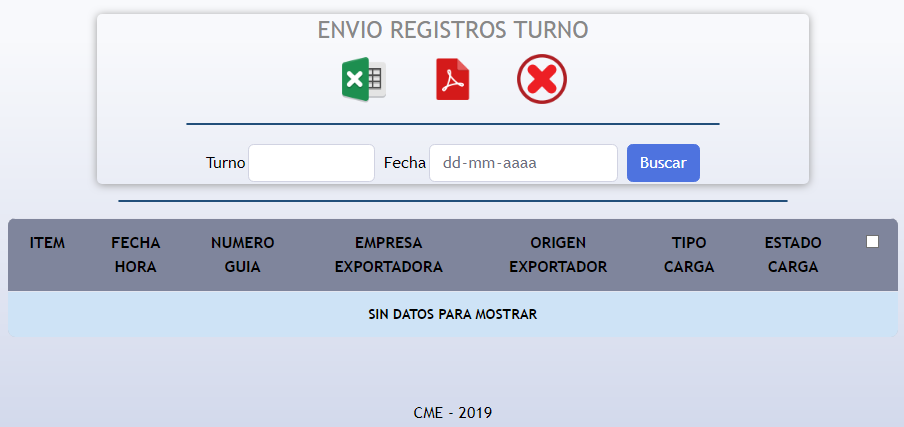 ENVIO REGISTROS TURNO
Turno Fecha dd-mm-aaaa Buscar
ITEM FECHA HORA NUMERO GUIA EMPRESA EXPORTADORA ORIGEN EXPORTADOR TIPO CARGA ESTADO CARGA
SIN DATOS PARA MOSTRAR
CME - 2019